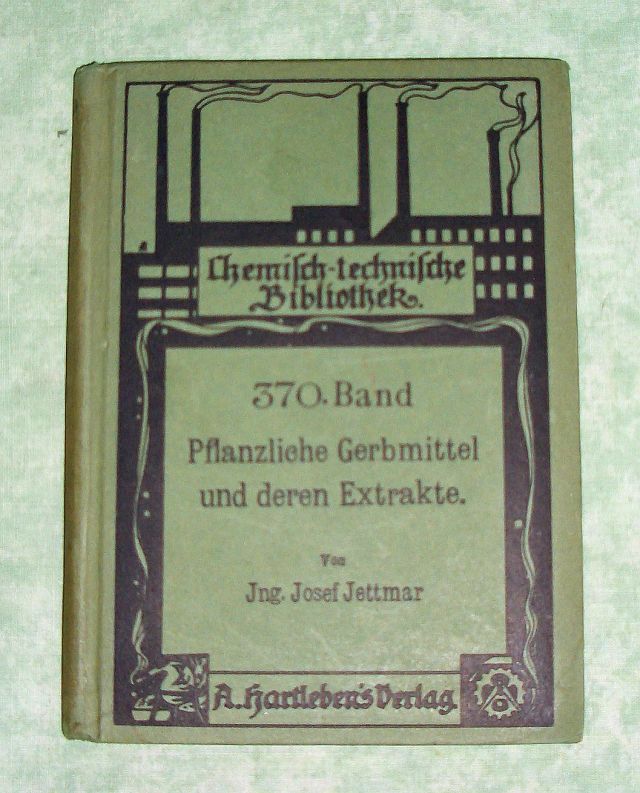 Chemisch-technische
Bibliothek.
370. Band
Pflanzliche Gerbmittel
und deren Extrakte.
Von
Jng. Josef Jettmar
A. Hartleben's Verlag.